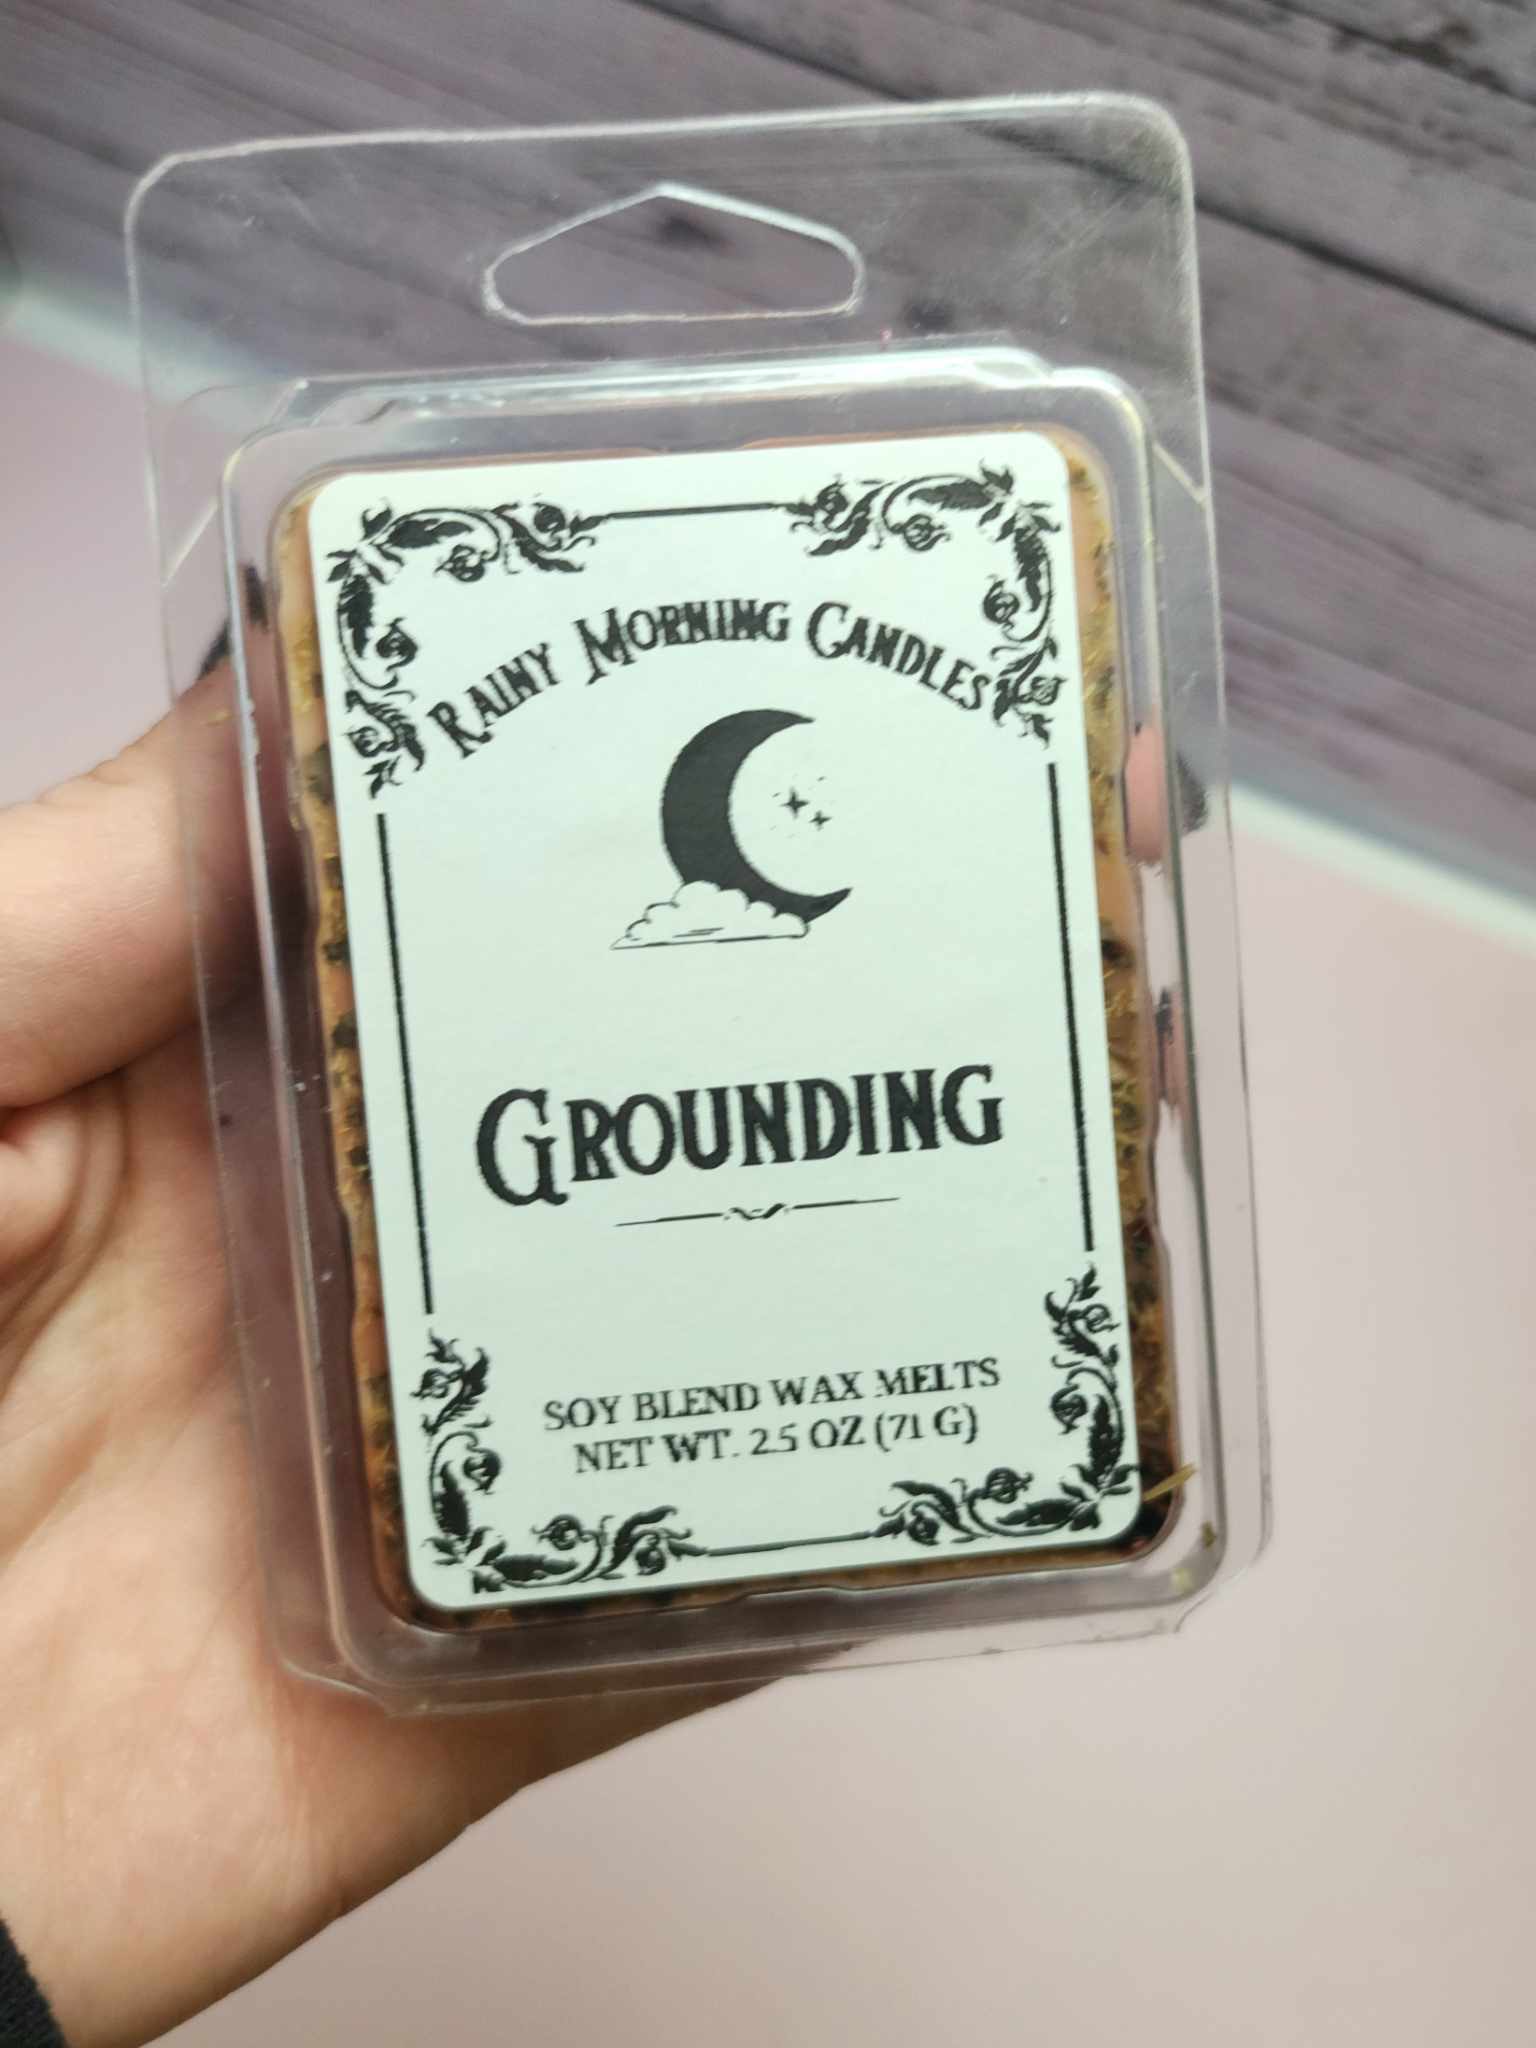 Rainy Morning Candles
Grounding
SOY BLEND WAX MELTS
NET WT. 2.5 OZ (71 G)